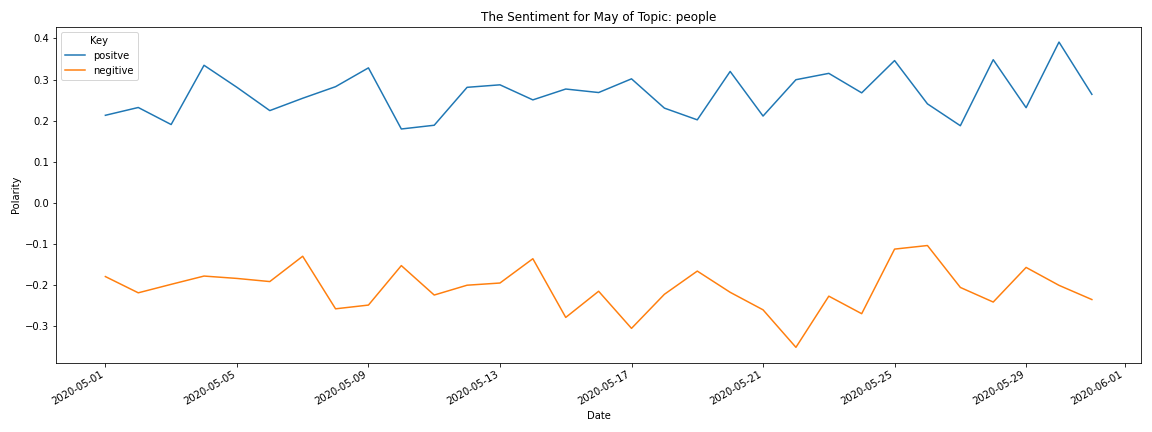 The Sentiment for May of Topic: people
Key
positve
negitive
0.4
0.3
0.2
0.1
0.0
−0.1
−0.2
−0.3
Polarity
2020-05-01
2020-05-05
2020-05-09
2020-05-13
2020-05-17
2020-05-21
2020-05-25
2020-05-29
2020-06-01
Date